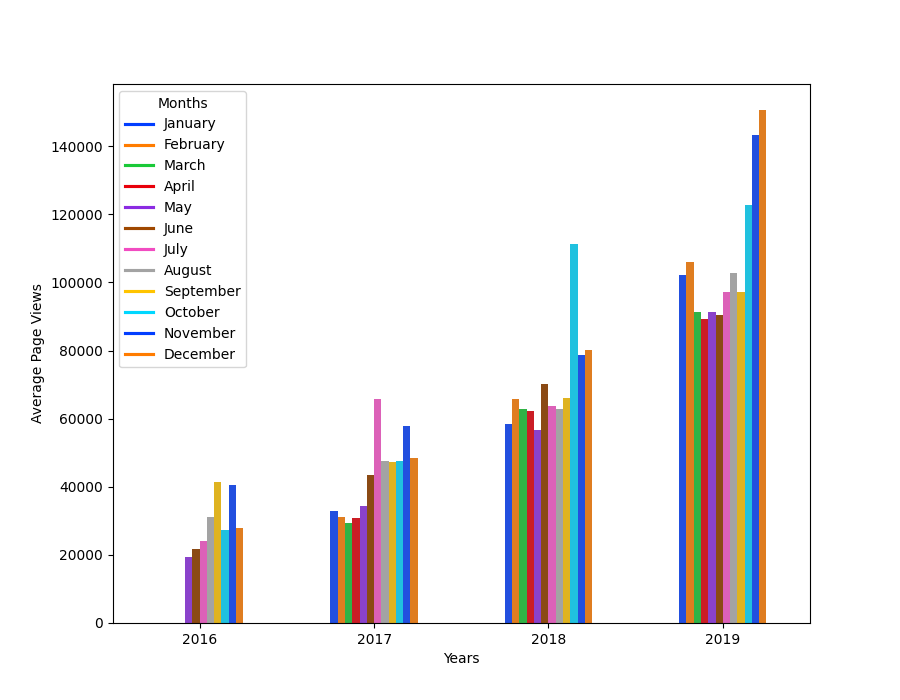 Months
January
February
March
April
May
June
July
August
September
October
November
December
140000
120000
100000
80000
60000
40000
20000
0
Average Page Views
2016 2017 2018 2019
Years